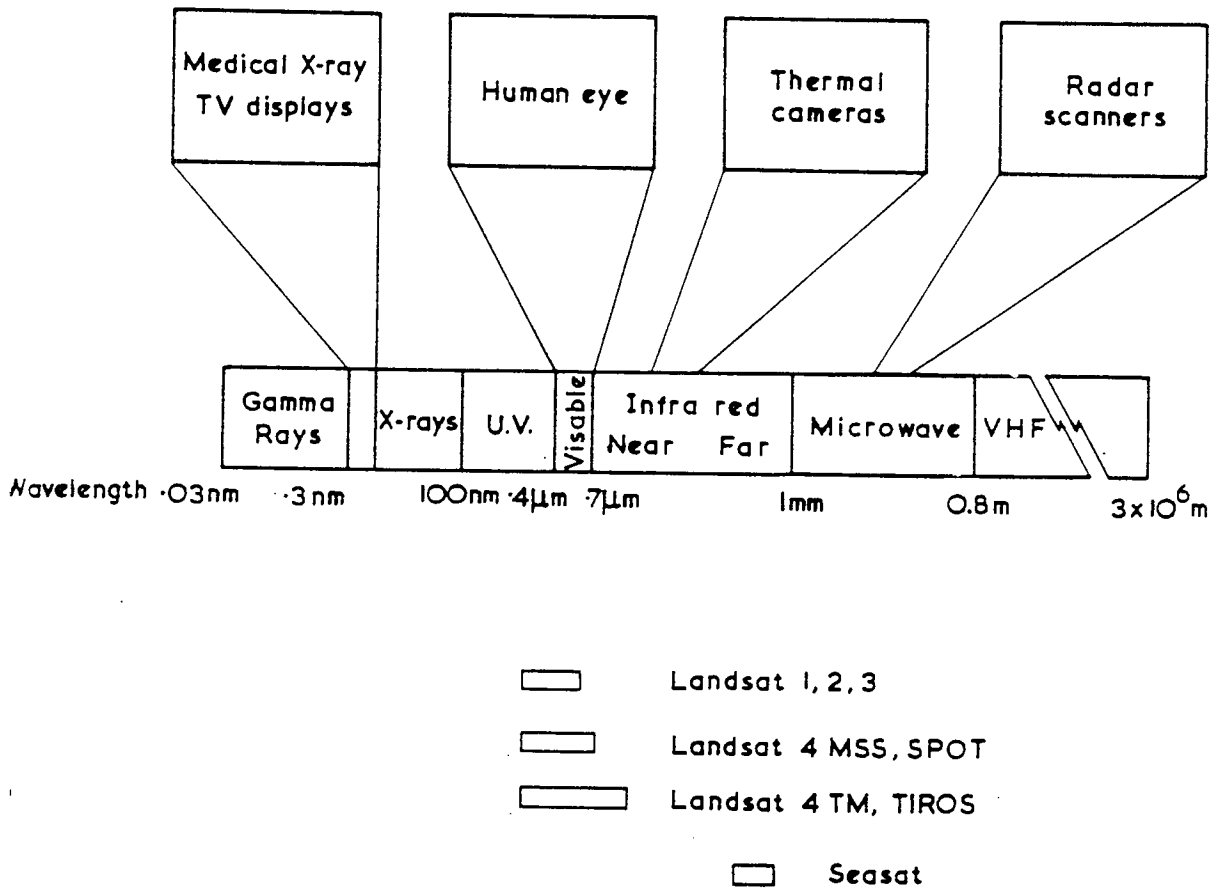 Medical X-ray
TV displays
Human eye
Thermal
cameras
Radar
scanners
Gamma
Rays
X-rays
U.V.
Visable
Infra red
Near Far
Microwave
VHF
Wavelength ·03nm ·3nm 100nm ·4μm ·7μm 1mm 0.8m 3×10⁶m
Landsat 1, 2, 3
Landsat 4 MSS, SPOT
Landsat 4 TM, TIROS
Seasat